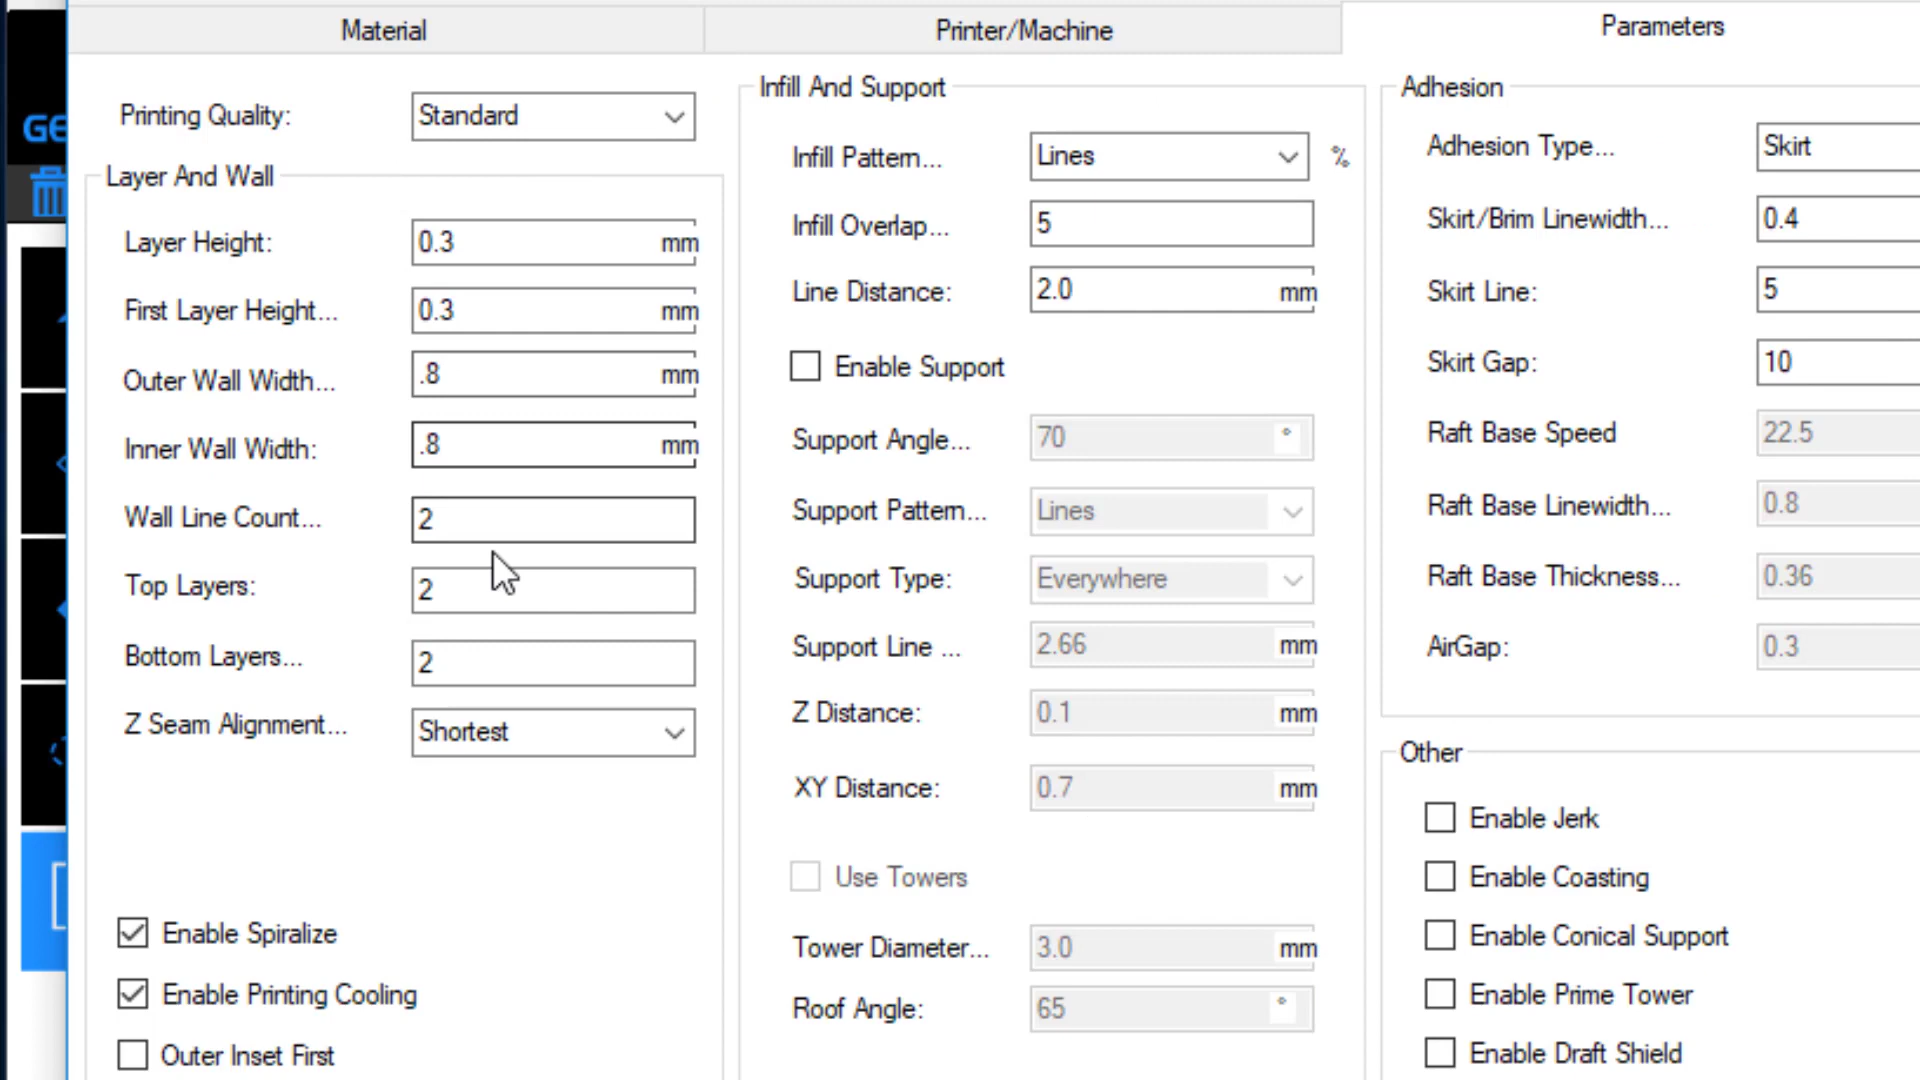 Material
Printer/Machine
Parameters
GE
Printing Quality: Standard
Layer And Wall
Layer Height: 0.3 mm
First Layer Height... 0.3 mm
Outer Wall Width... .8 mm
Inner Wall Width: .8 mm
Wall Line Count... 2
Top Layers: 2
Bottom Layers... 2
Z Seam Alignment... Shortest
Enable Spiralize
Enable Printing Cooling
Outer Inset First
Infill And Support
Infill Pattern... Lines %
Infill Overlap... 5
Line Distance: 2.0 mm
Enable Support
Support Angle... 70 °
Support Pattern... Lines
Support Type: Everywhere
Support Line ... 2.66 mm
Z Distance: 0.1 mm
XY Distance: 0.7 mm
Use Towers
Tower Diameter... 3.0 mm
Roof Angle: 65 °
Adhesion
Adhesion Type... Skirt
Skirt/Brim Linewidth... 0.4
Skirt Line: 5
Skirt Gap: 10
Raft Base Speed 22.5
Raft Base Linewidth... 0.8
Raft Base Thickness... 0.36
AirGap: 0.3
Other
Enable Jerk
Enable Coasting
Enable Conical Support
Enable Prime Tower
Enable Draft Shield